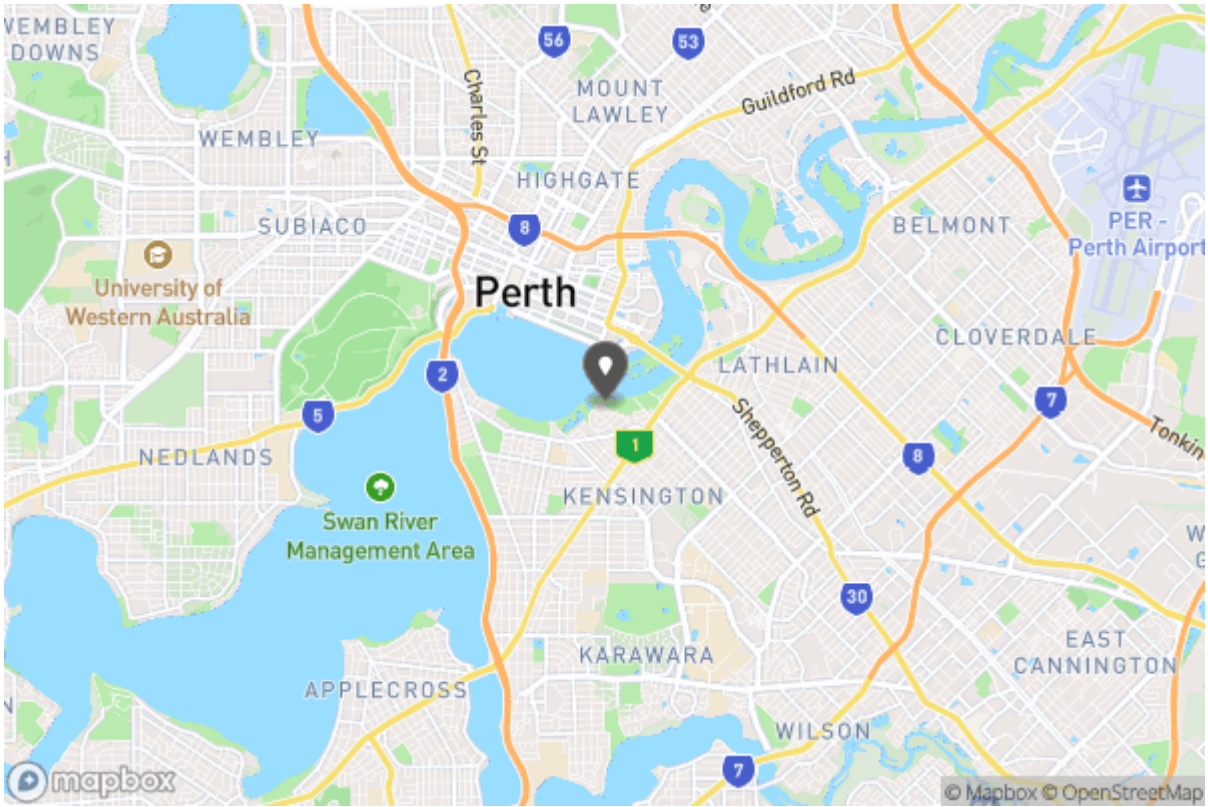 WEMBLEY
DOWNS
56
53
MOUNT
LAWLEY
Guildford Rd
Charles St
WEMBLEY
HIGHGATE
SUBIACO
8
BELMONT
PER -
Perth Airport
University of
Western Australia
Perth
CLOVERDALE
LATHLAIN
2
5
7
Shepperton Rd
Tonkin
1
NEDLANDS
8
KENSINGTON
Swan River
Management Area
30
KARAWARA
EAST
CANNINGTON
APPLECROSS
WILSON
7
mapbox
© Mapbox © OpenStreetMap